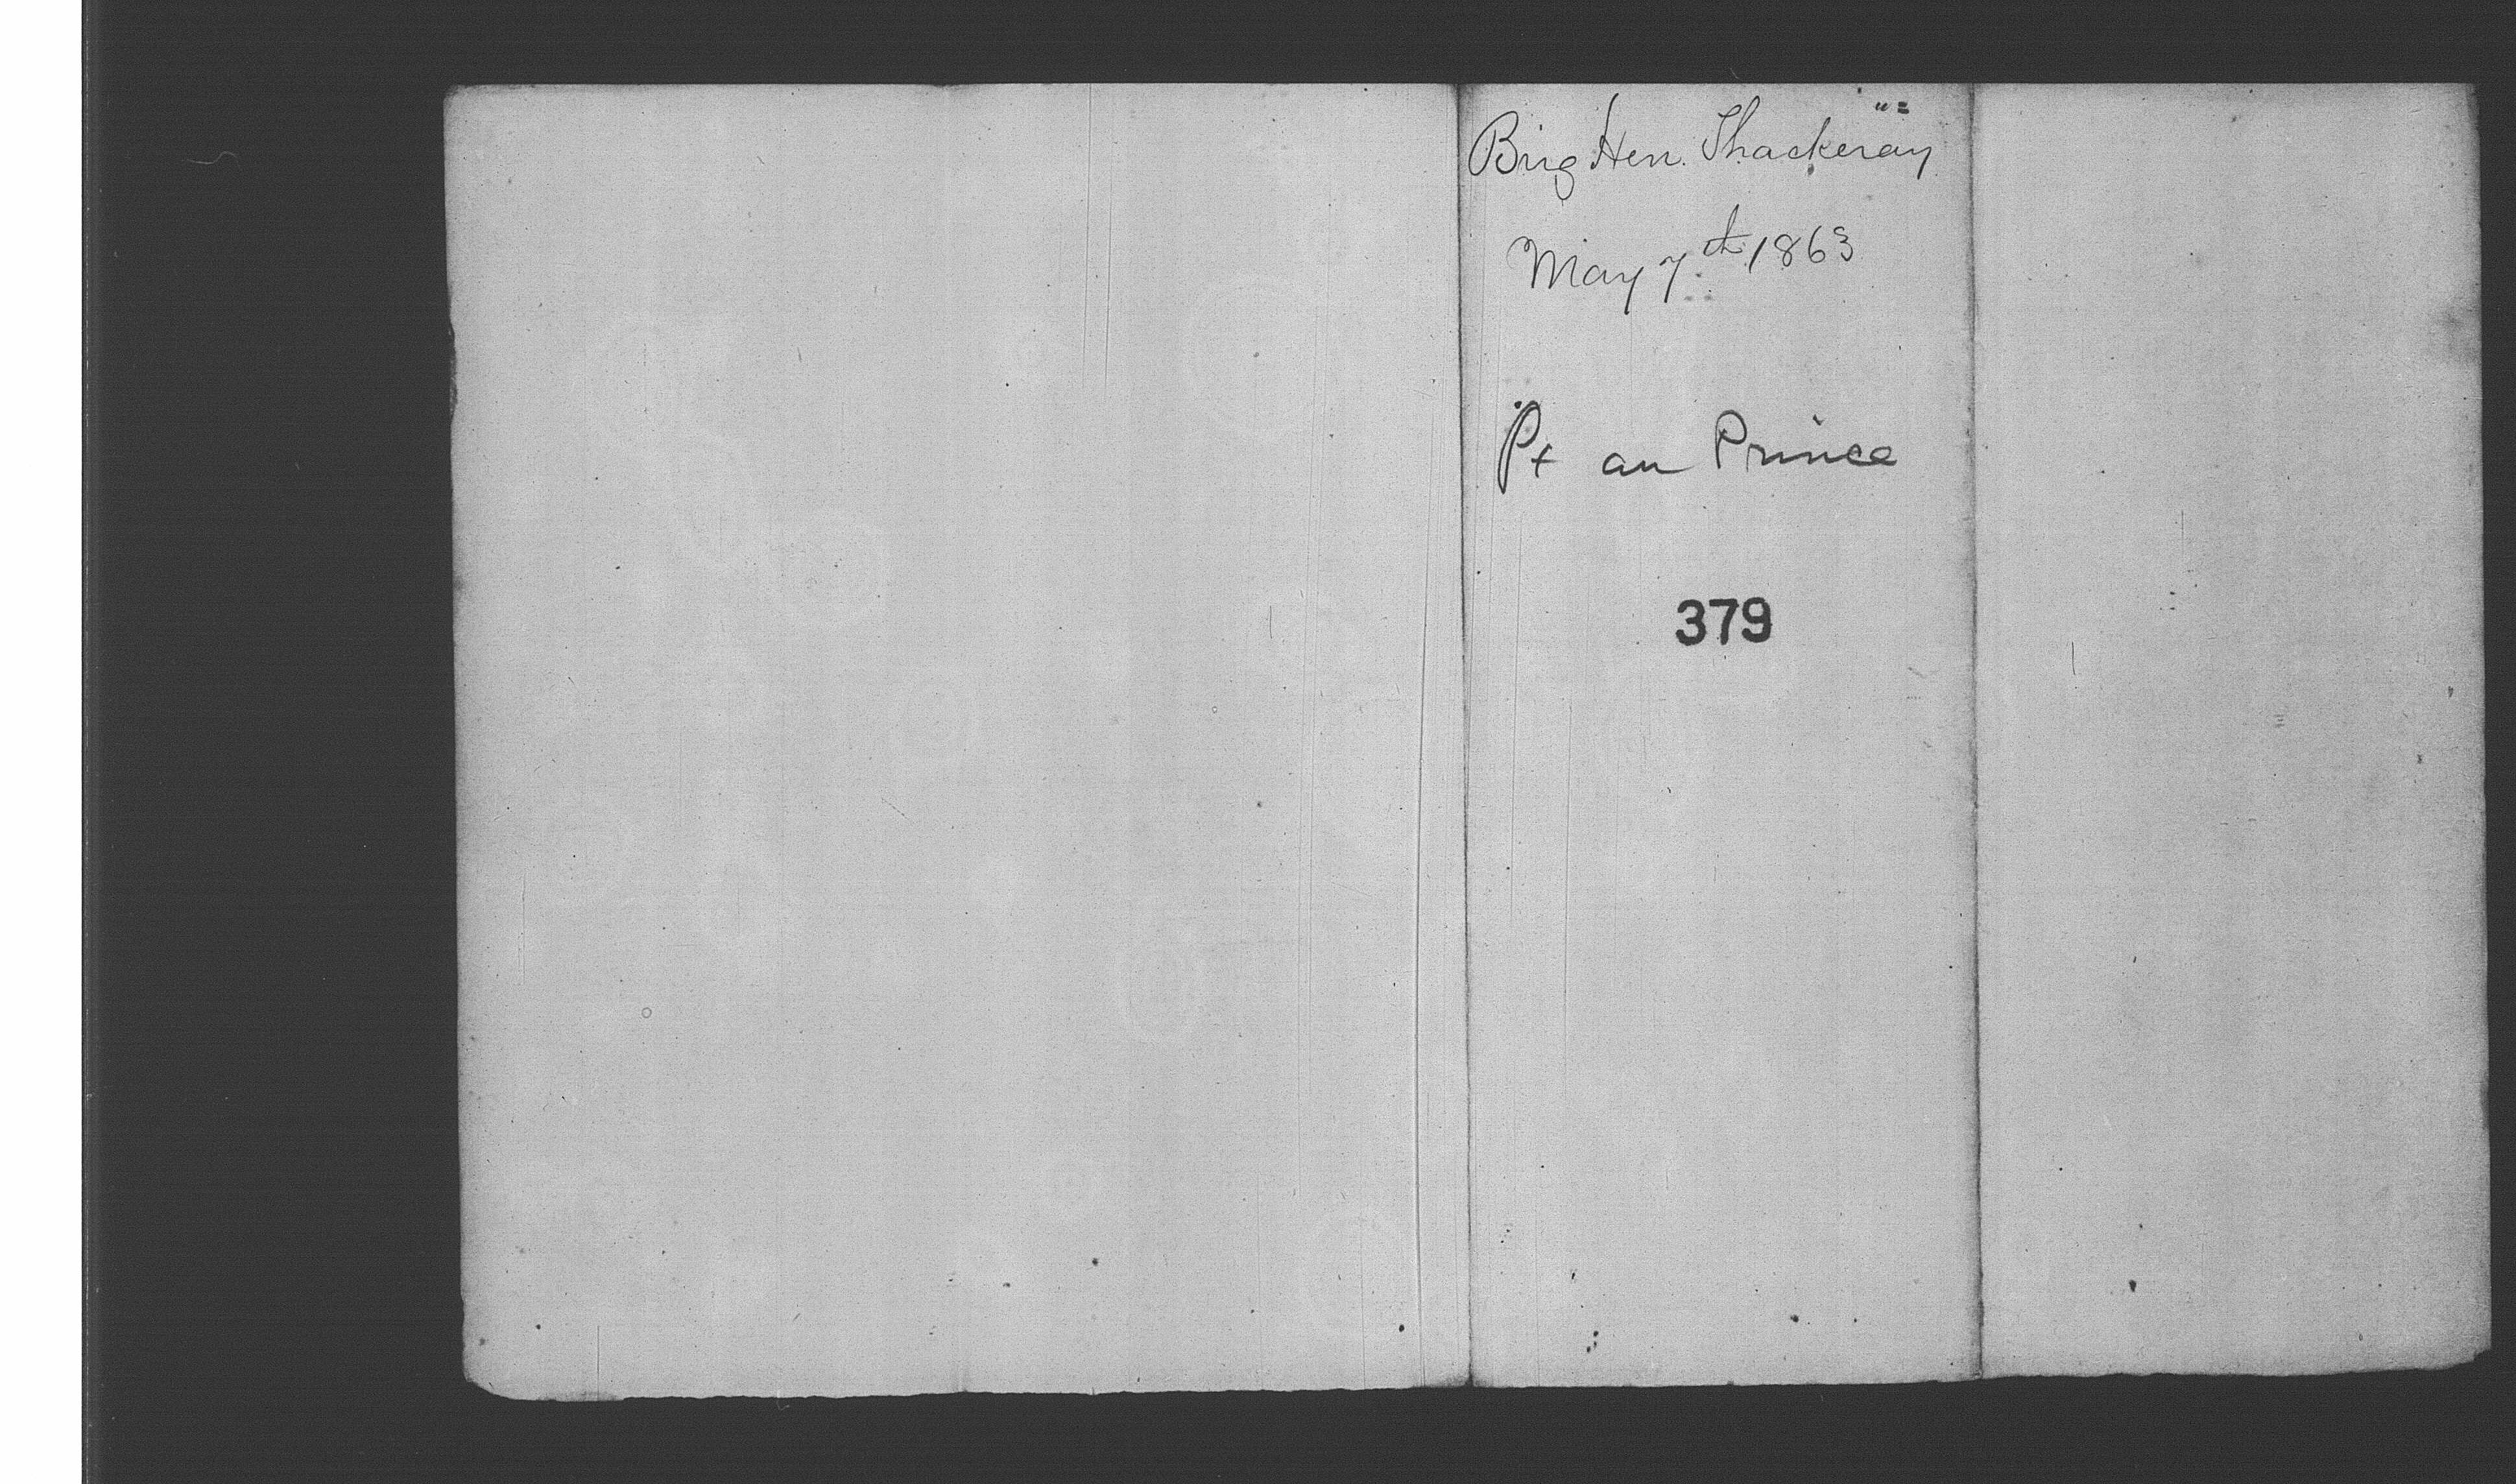 Brig Hen. Thackeray
May 7th 1863
Pt au Prince
379